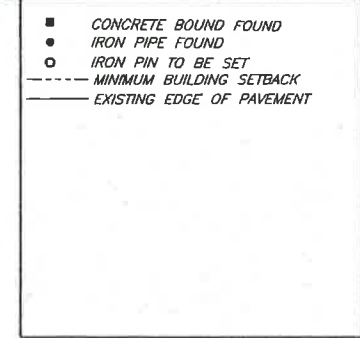 CONCRETE BOUND FOUND
IRON PIPE FOUND
IRON PIN TO BE SET
MINIMUM BUILDING SETBACK
EXISTING EDGE OF PAVEMENT